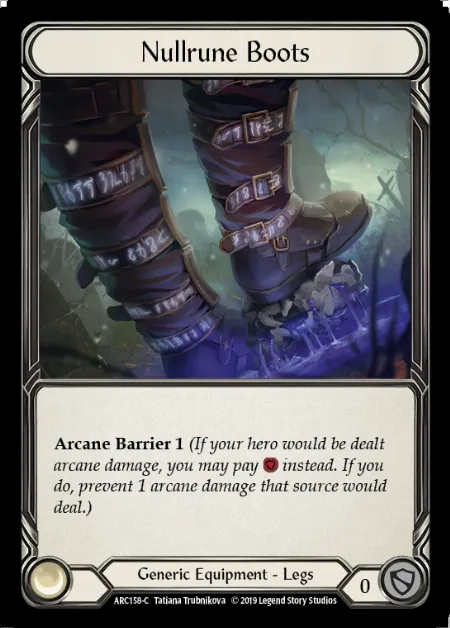 Nullrune Boots
Arcane Barrier 1 (If your hero would be dealt
arcane damage, you may pay instead. If you
do, prevent 1 arcane damage that source would
deal.)
Generic Equipment - Legs
0
ARC158-C Tatiana Trubnikova © 2019 Legend Story Studios